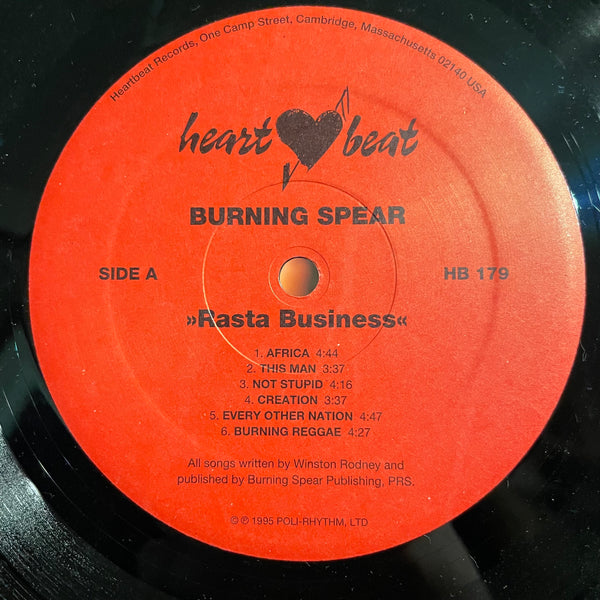 Heartbeat Records, One Camp Street, Cambridge, Massachusetts 02140 USA
heart beat
BURNING SPEAR
SIDE A
HB 179
»Rasta Business«
1. AFRICA 4:44
2. THIS MAN 3:37
3. NOT STUPID 4:16
4. CREATION 3:37
5. EVERY OTHER NATION 4:47
6. BURNING REGGAE 4:27
All songs written by Winston Rodney and
published by Burning Spear Publishing, PRS.
©℗ 1995 POLI-RHYTHM, LTD